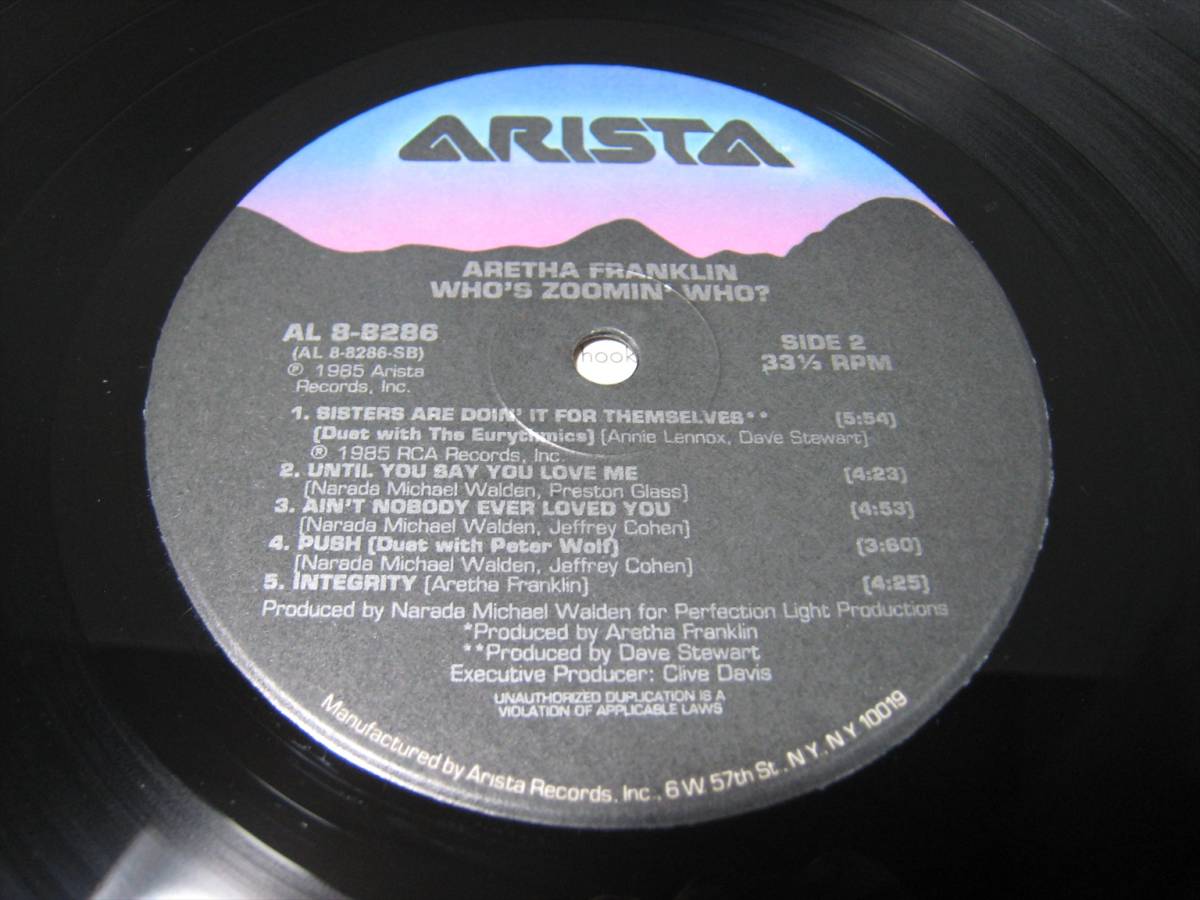 ARISTA
ARETHA FRANKLIN
WHO'S ZOOMIN' WHO?
AL 8-8286
(AL 8-8286-SB)
℗ 1985 Arista
Records, Inc.
hook
SIDE 2
33⅓ RPM
1. SISTERS ARE DOIN' IT FOR THEMSELVES** (5:54)
(Duet with The Eurythmics) (Annie Lennox, Dave Stewart)
℗ 1985 RCA Records, Inc.
2. UNTIL YOU SAY YOU LOVE ME (4:23)
(Narada Michael Walden, Preston Glass)
3. AIN'T NOBODY EVER LOVED YOU (4:53)
(Narada Michael Walden, Jeffrey Cohen)
4. PUSH (Duet with Peter Wolf) (3:60)
(Narada Michael Walden, Jeffrey Cohen)
5. INTEGRITY (Aretha Franklin) (4:25)
Produced by Narada Michael Walden for Perfection Light Productions
*Produced by Aretha Franklin
**Produced by Dave Stewart
Executive Producer: Clive Davis
UNAUTHORIZED DUPLICATION IS A
VIOLATION OF APPLICABLE LAWS
Manufactured by Arista Records, Inc., 6 W 57th St., N.Y., N.Y. 10019